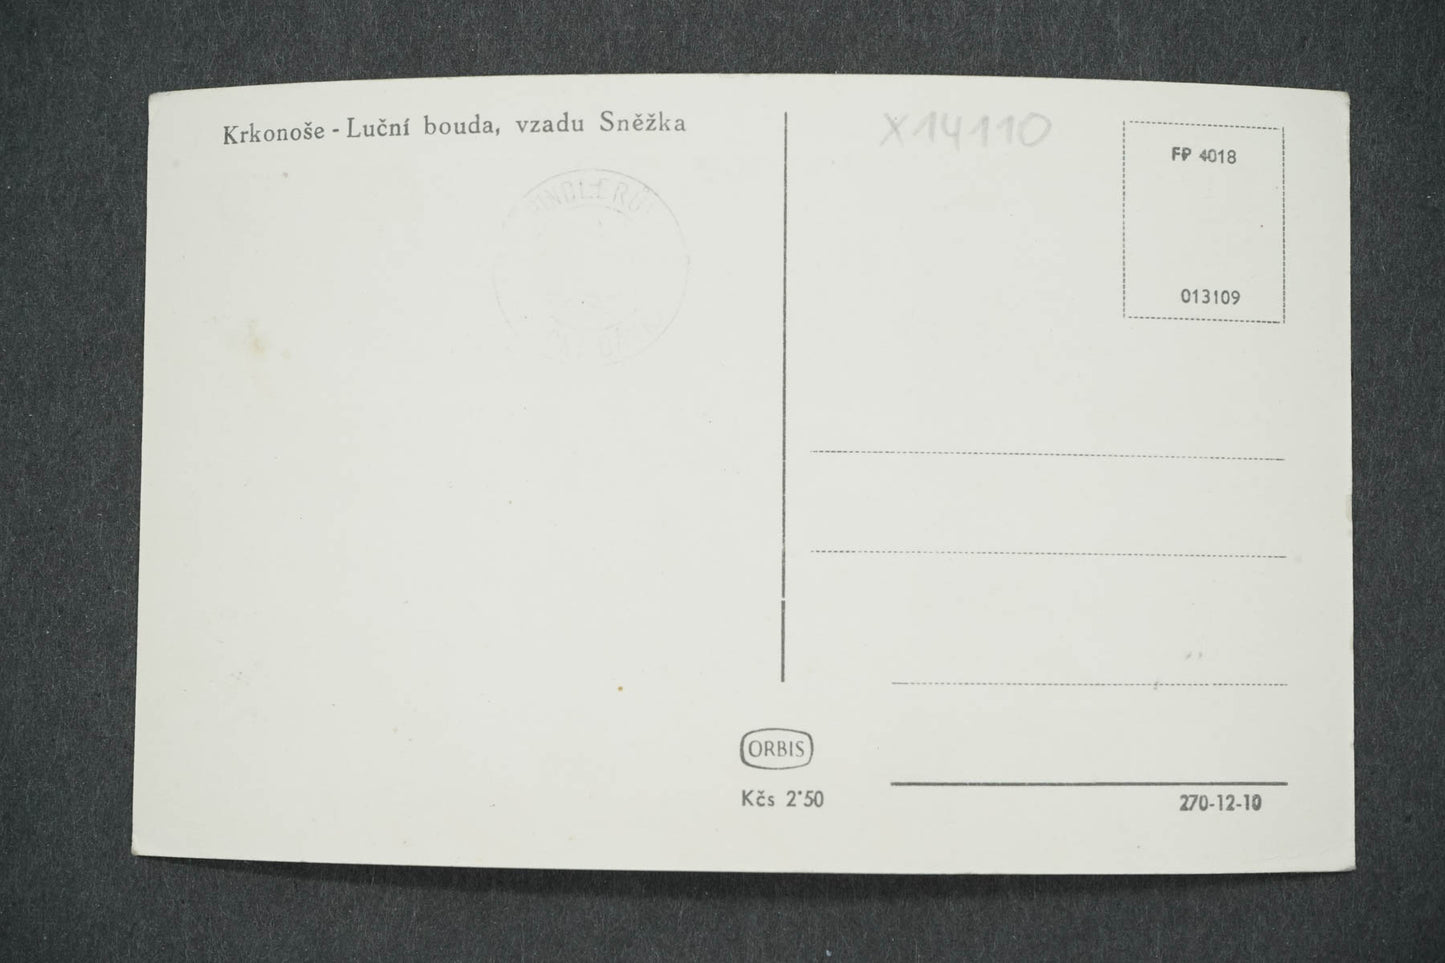 Krkonoše - Luční bouda, vzadu Sněžka
X14110
FP 4018
013109
ORBIS
Kčs 2·50
270-12-10